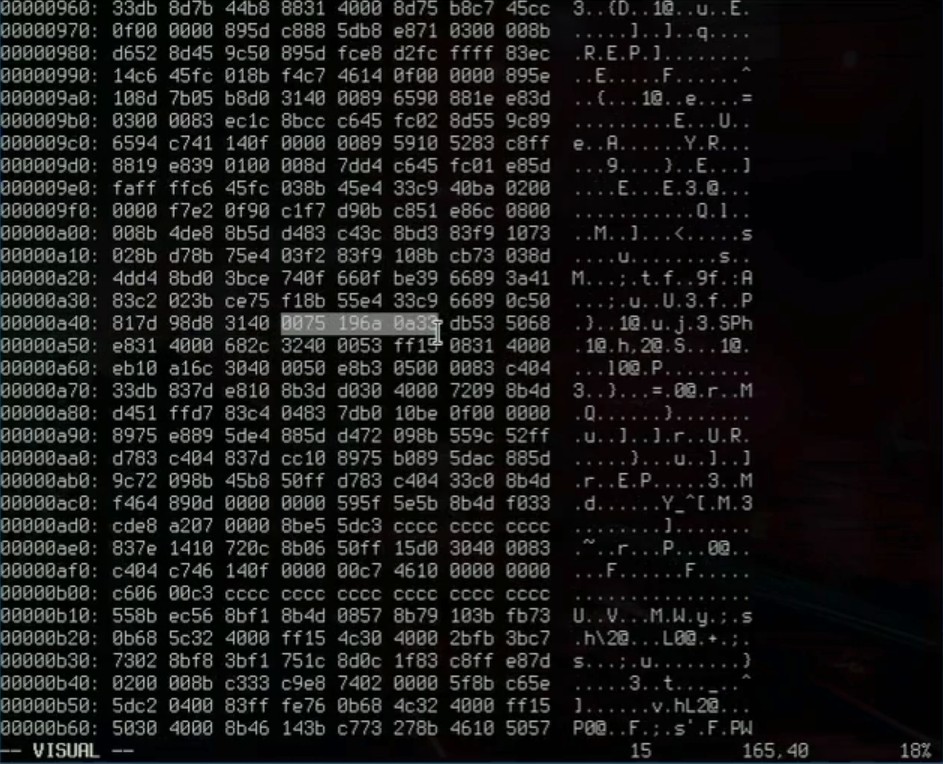 00000960: 33db 8d7b 44b8 8831 4000 8d75 b8c7 45cc  3..{D..1@..u..E.
00000970: 0f00 0000 895d c888 5db8 e871 0300 008b  .....]..]..q....
00000980: d652 8d45 9c50 895d fce8 d2fc ffff 83ec  .R.E.P.]........
00000990: 14c6 45fc 018b f4c7 4614 0f00 0000 895e  ..E.....F......^
000009a0: 108d 7b05 b8d0 3140 0089 6590 881e e83d  ..{...1@..e....=
000009b0: 0300 0083 ec1c 8bcc c645 fc02 8d55 9c89  .........E...U..
000009c0: 6594 c741 140f 0000 0089 5910 5283 c8ff  e..A......Y.R...
000009d0: 8819 e839 0100 008d 7dd4 c645 fc01 e85d  ...9....}..E...]
000009e0: faff ffc6 45fc 038b 45e4 33c9 40ba 0200  ....E...E.3.@...
000009f0: 0000 f7e2 0f90 c1f7 d90b c851 e86c 0800  ...........Q.l..
00000a00: 008b 4de8 8b5d d483 c43c 8bd3 83f9 1073  ..M..]...<.....s
00000a10: 028b d78b 75e4 03f2 83f9 108b cb73 038d  ....u........s..
00000a20: 4dd4 8bd0 3bce 740f 660f be39 6689 3a41  M...;.t.f..9f.:A
00000a30: 83c2 023b ce75 f18b 55e4 33c9 6689 0c50  ...;.u..U.3.f..P
00000a40: 817d 98d8 3140 0075 196a 0a33 db53 5068  .}..1@.u.j.3.SPh
00000a50: e831 4000 682c 3240 0053 ff15 0831 4000  .1@.h,2@.S...1@.
00000a60: eb10 a16c 3040 0050 e8b3 0500 0083 c404  ...l0@.P........
00000a70: 33db 837d e810 8b3d d030 4000 7209 8b4d  3..}...=.0@.r..M
00000a80: d451 ffd7 83c4 0483 7db0 10be 0f00 0000  .Q......}.......
00000a90: 8975 e889 5de4 885d d472 098b 559c 52ff  .u..]..].r..U.R.
00000aa0: d783 c404 837d cc10 8975 b089 5dac 885d  .....}...u..]..]
00000ab0: 9c72 098b 45b8 50ff d783 c404 33c0 8b4d  .r..E.P.....3..M
00000ac0: f464 890d 0000 0000 595f 5e5b 8b4d f033  .d......Y_^[.M.3
00000ad0: cde8 a207 0000 8be5 5dc3 cccc cccc cccc  ........].......
00000ae0: 837e 1410 720c 8b06 50ff 15d0 3040 0083  .~..r...P...0@..
00000af0: c404 c746 140f 0000 00c7 4610 0000 0000  ...F......F.....
00000b00: c606 00c3 cccc cccc cccc cccc cccc cccc  ................
00000b10: 558b ec56 8bf1 8b4d 0857 8b79 103b fb73  U..V...M.W.y.;.s
00000b20: 0b68 5c32 4000 ff15 4c30 4000 2bfb 3bc7  .h\2@...L0@.+.;.
00000b30: 7302 8bf8 3bf1 751c 8d0c 1f83 c8ff e87d  s...;.u........}
00000b40: 0200 008b c333 c9e8 7402 0000 5f8b c65e  .....3..t..._..^
00000b50: 5dc2 0400 83ff fe76 0b68 4c32 4000 ff15  ]......v.hL2@...
00000b60: 5030 4000 8b46 143b c773 278b 4610 5057  P0@..F.;.s'.F.PW
-- VISUAL -- 15 165,40 18%